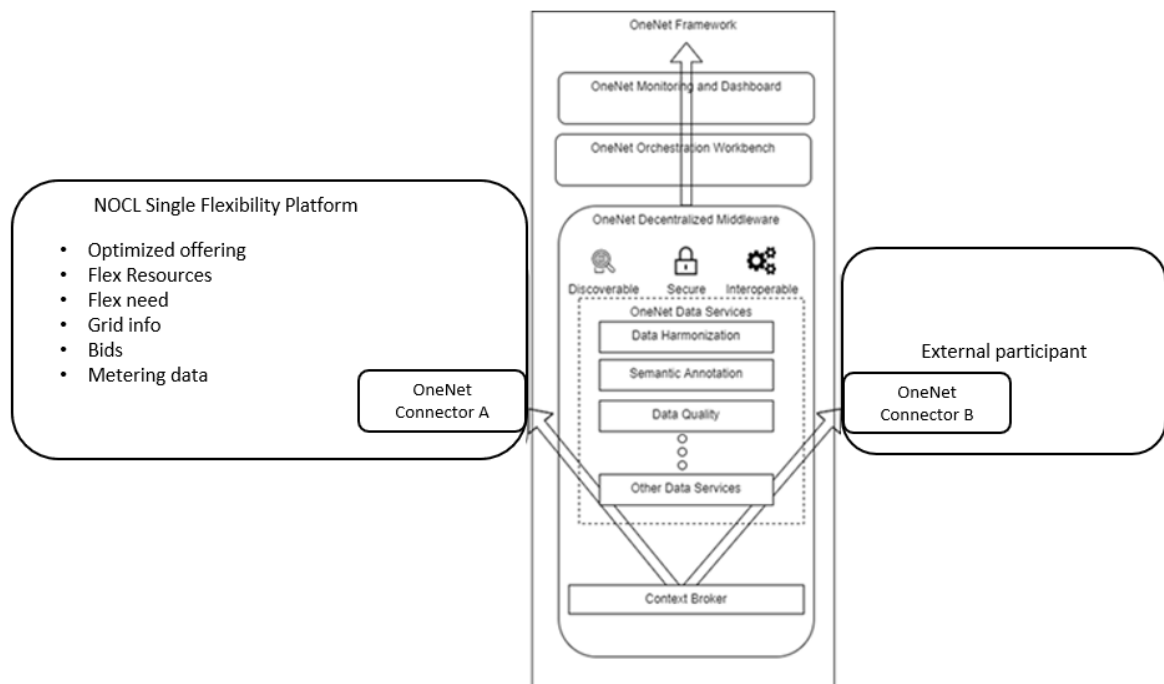 OneNet Framework
OneNet Monitoring and Dashboard
OneNet Orchestration Workbench
NOCL Single Flexibility Platform
• Optimized offering
• Flex Resources
• Flex need
• Grid info
• Bids
• Metering data
OneNet
Connector A
OneNet Decentralized Middleware
Discoverable
Secure
Interoperable
OneNet Data Services
Data Harmonization
Semantic Annotation
Data Quality
Other Data Services
Context Broker
External participant
OneNet
Connector B